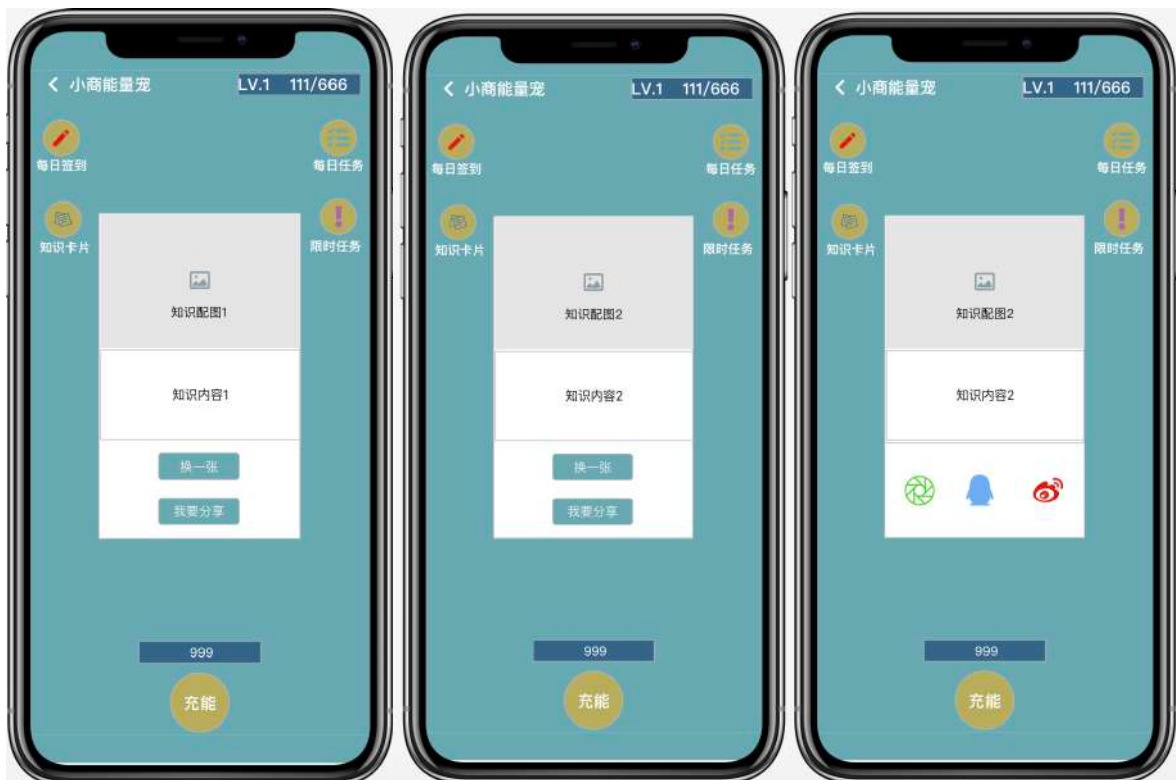 小商能量宠 LV.1 111/666
每日签到 每日任务
知识卡片 限时任务
知识配图1
知识内容1
换一张
我要分享
999
充能
小商能量宠 LV.1 111/666
每日签到 每日任务
知识卡片 限时任务
知识配图2
知识内容2
换一张
我要分享
999
充能
小商能量宠 LV.1 111/666
每日签到 每日任务
知识卡片 限时任务
知识配图2
知识内容2
999
充能